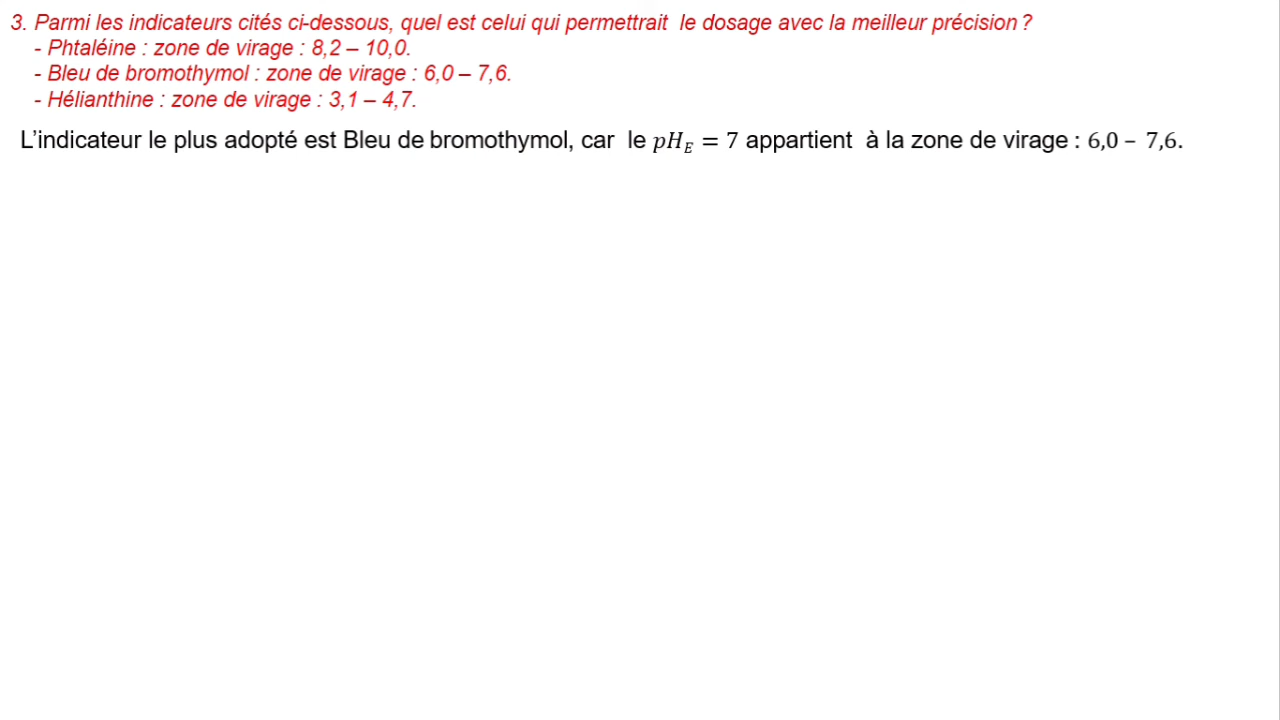 3. Parmi les indicateurs cités ci-dessous, quel est celui qui permettrait le dosage avec la meilleur précision ?
- Phtaléine : zone de virage : 8,2 – 10,0.
- Bleu de bromothymol : zone de virage : 6,0 – 7,6.
- Hélianthine : zone de virage : 3,1 – 4,7.
L’indicateur le plus adopté est Bleu de bromothymol, car le pH_E = 7 appartient à la zone de virage : 6,0 – 7,6.